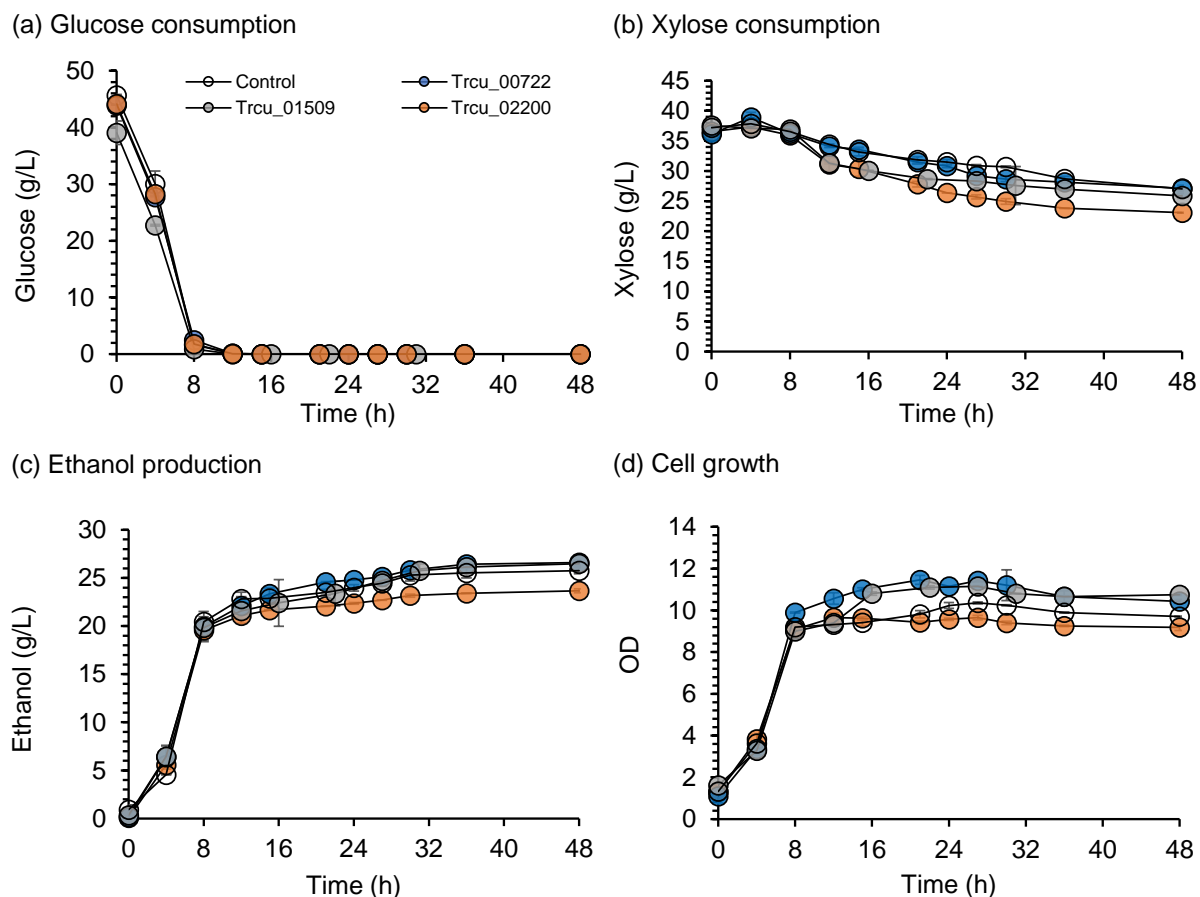 (a) Glucose consumption
50
40
30
20
10
0
Glucose (g/L)
Control
Trcu_00722
Trcu_01509
Trcu_02200
0 8 16 24 32 40 48
Time (h)
(b) Xylose consumption
45
40
35
30
25
20
15
10
5
0
Xylose (g/L)
0 8 16 24 32 40 48
Time (h)
(c) Ethanol production
30
25
20
15
10
5
0
Ethanol (g/L)
0 8 16 24 32 40 48
Time (h)
(d) Cell growth
14
12
10
8
6
4
2
0
OD
0 8 16 24 32 40 48
Time (h)